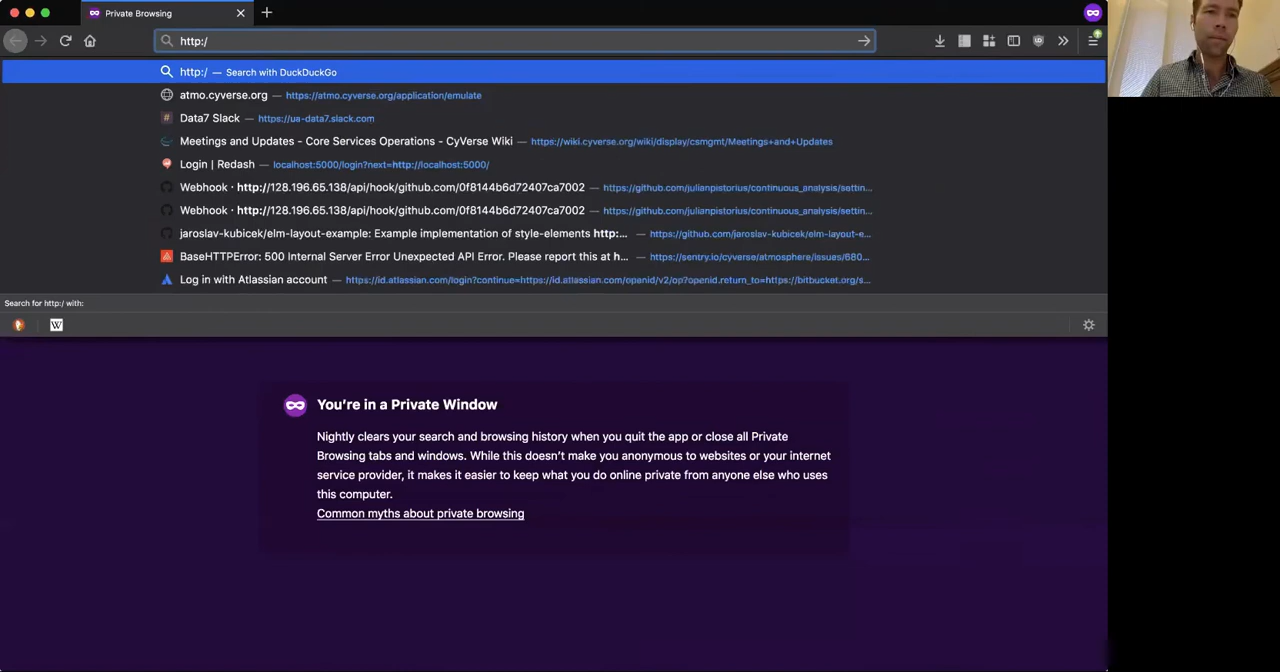 Private Browsing
http:/
http:/ — Search with DuckDuckGo
atmo.cyverse.org — https://atmo.cyverse.org/application/emulate
Data7 Slack — https://ua-data7.slack.com
Meetings and Updates - Core Services Operations - CyVerse Wiki — https://wiki.cyverse.org/wiki/display/csmgmt/Meetings+and+Updates
Login | Redash — localhost:5000/login?next=http://localhost:5000/
Webhook · http://128.196.65.138/api/hook/github.com/0f8144b6d72407ca7002 — https://github.com/julianpistorius/continuous_analysis/settin...
Webhook · http://128.196.65.138/api/hook/github.com/0f8144b6d72407ca7002 — https://github.com/julianpistorius/continuous_analysis/settin...
jaroslav-kubicek/elm-layout-example: Example implementation of style-elements http:... — https://github.com/jaroslav-kubicek/elm-layout-e...
BaseHTTPError: 500 Internal Server Error Unexpected API Error. Please report this at h... — https://sentry.io/cyverse/atmosphere/issues/680...
Log in with Atlassian account — https://id.atlassian.com/login?continue=https://id.atlassian.com/openid/v2/op?openid.return_to=https://bitbucket.org/s...
Search for http:/ with:
W
You’re in a Private Window
Nightly clears your search and browsing history when you quit the app or close all Private
Browsing tabs and windows. While this doesn’t make you anonymous to websites or your internet
service provider, it makes it easier to keep what you do online private from anyone else who uses
this computer.
Common myths about private browsing